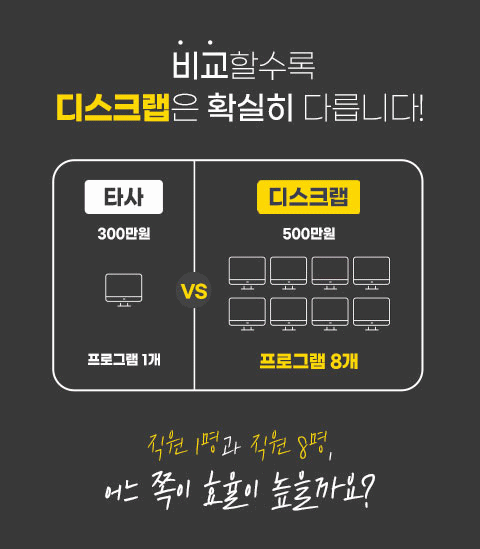 비교할수록
디스크랩은 확실히 다릅니다!
타사
300만원
프로그램 1개
VS
디스크랩
500만원
프로그램 8개
직원 1명과 직원 8명,
어느 쪽이 효율이 높을까요?